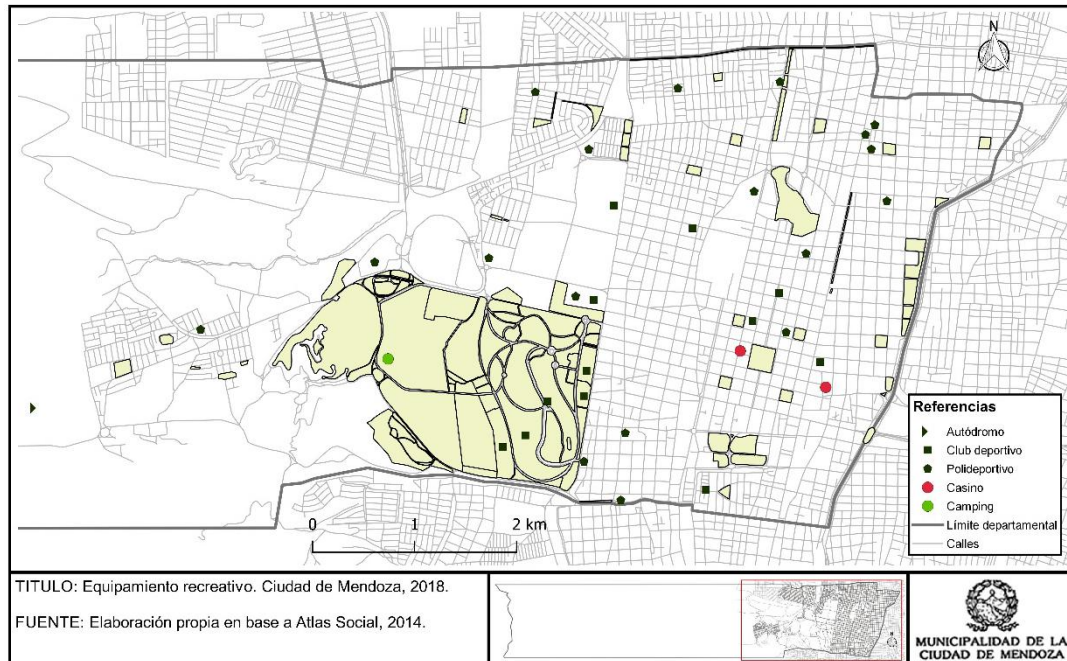 N
Referencias
Autódromo
Club deportivo
Polideportivo
Casino
Camping
Límite departamental
Calles
0 1 2 km
TITULO: Equipamiento recreativo. Ciudad de Mendoza, 2018.
FUENTE: Elaboración propia en base a Atlas Social, 2014.
MUNICIPALIDAD DE LA
CIUDAD DE MENDOZA